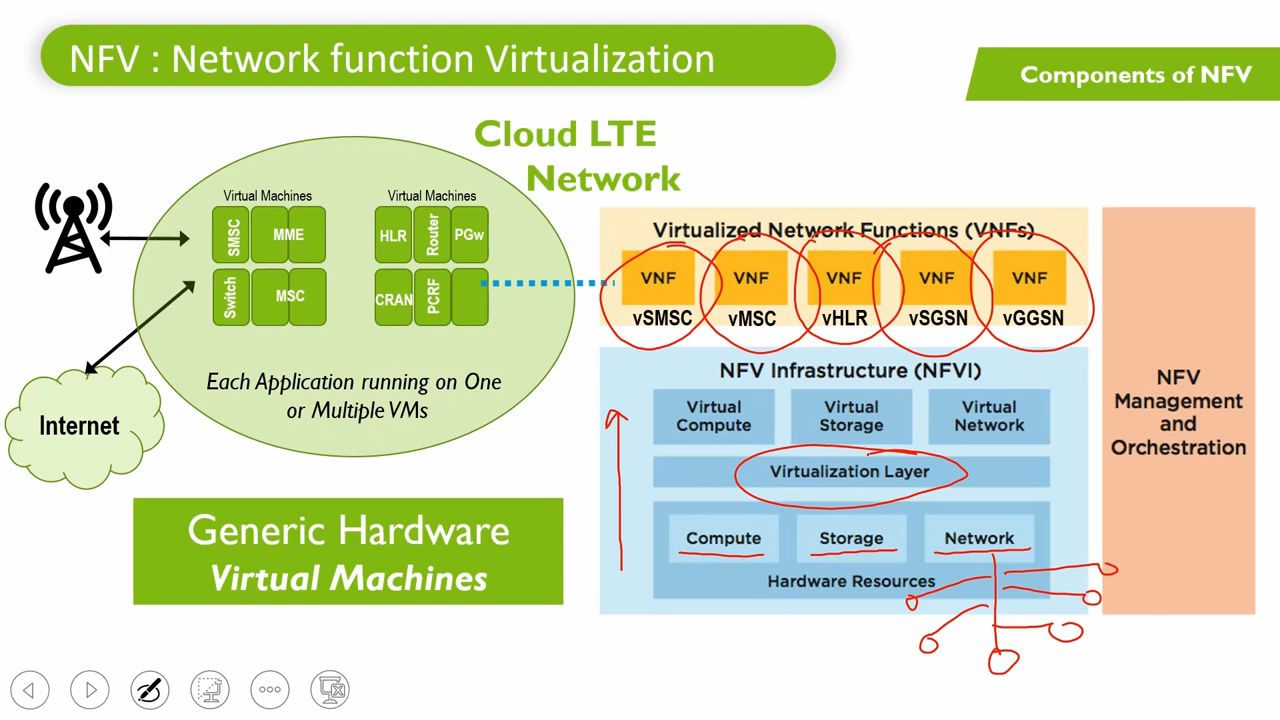 NFV : Network function Virtualization
Components of NFV
Cloud LTE
Network
Virtual Machines
SMSC
MME
Switch
MSC
Virtual Machines
HLR
Router
PGw
CRAN
PCRF
Each Application running on One
or Multiple VMs
Internet
Generic Hardware
Virtual Machines
Virtualized Network Functions (VNFs)
VNF
VNF
VNF
VNF
VNF
vSMSC
vMSC
vHLR
vSGSN
vGGSN
NFV Infrastructure (NFVI)
Virtual
Compute
Virtual
Storage
Virtual
Network
Virtualization Layer
Compute
Storage
Network
Hardware Resources
NFV
Management
and
Orchestration